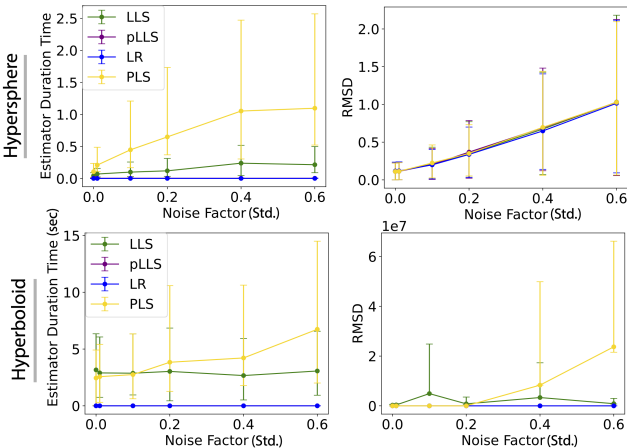 Hypersphere
Estimator Duration Time
2.5
2.0
1.5
1.0
0.5
0.0
LLS
pLLS
LR
PLS
0.0 0.2 0.4 0.6
Noise Factor (Std.)
RMSD
2.0
1.5
1.0
0.5
0.0
0.0 0.2 0.4 0.6
Noise Factor (Std.)
Hyperboloid
Estimator Duration Time (sec)
15
10
5
0
LLS
pLLS
LR
PLS
0.0 0.2 0.4 0.6
Noise Factor (Std.)
1e7
RMSD
6
4
2
0
0.0 0.2 0.4 0.6
Noise Factor (Std.)